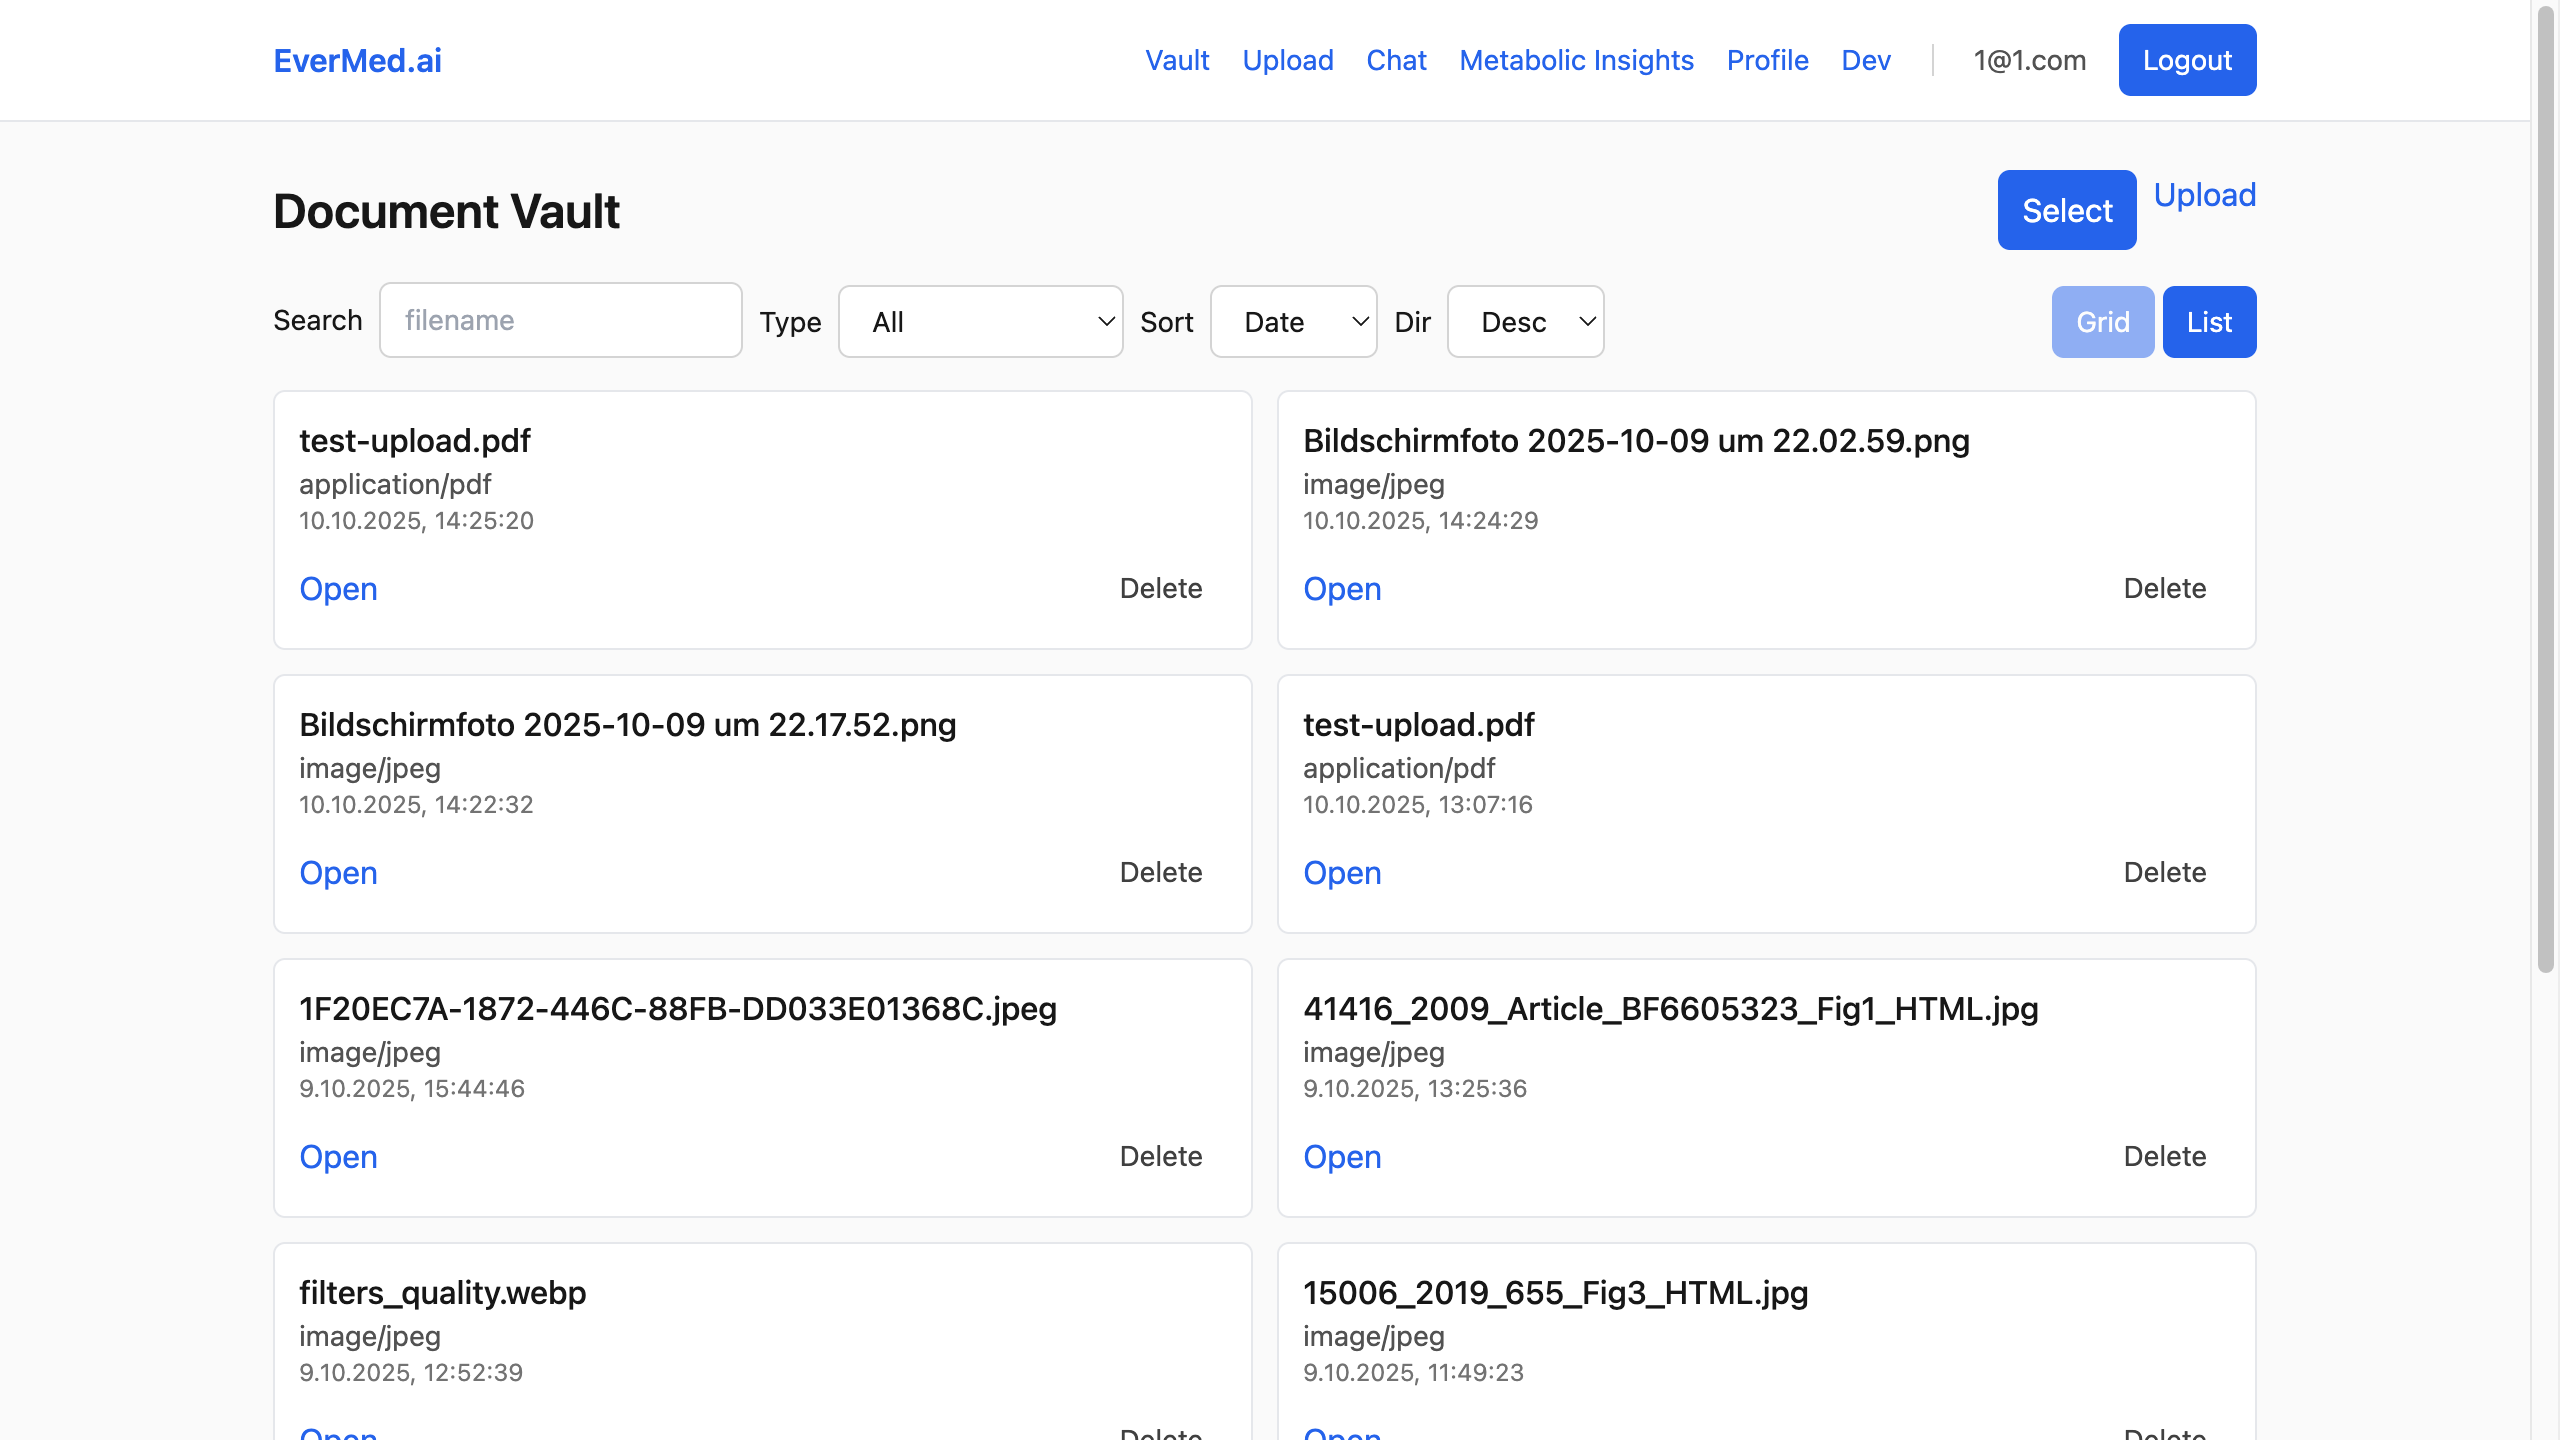 EverMed.ai Vault Upload Chat Metabolic Insights Profile Dev 1@1.com Logout
Document Vault Select Upload
Search filename Type All Sort Date Dir Desc Grid List
test-upload.pdf
application/pdf
10.10.2025, 14:25:20
Open Delete
Bildschirmfoto 2025-10-09 um 22.02.59.png
image/jpeg
10.10.2025, 14:24:29
Open Delete
Bildschirmfoto 2025-10-09 um 22.17.52.png
image/jpeg
10.10.2025, 14:22:32
Open Delete
test-upload.pdf
application/pdf
10.10.2025, 13:07:16
Open Delete
1F20EC7A-1872-446C-88FB-DD033E01368C.jpeg
image/jpeg
9.10.2025, 15:44:46
Open Delete
41416_2009_Article_BF6605323_Fig1_HTML.jpg
image/jpeg
9.10.2025, 13:25:36
Open Delete
filters_quality.webp
image/jpeg
9.10.2025, 12:52:39
Open Delete
15006_2019_655_Fig3_HTML.jpg
image/jpeg
9.10.2025, 11:49:23
Open Delete